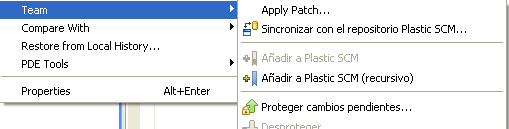 Team
Compare With
Restore from Local History...
PDE Tools
Properties Alt+Enter
Apply Patch...
Sincronizar con el repositorio Plastic SCM...
Añadir a Plastic SCM
Añadir a Plastic SCM (recursivo)
Proteger cambios pendientes...
Desproteger